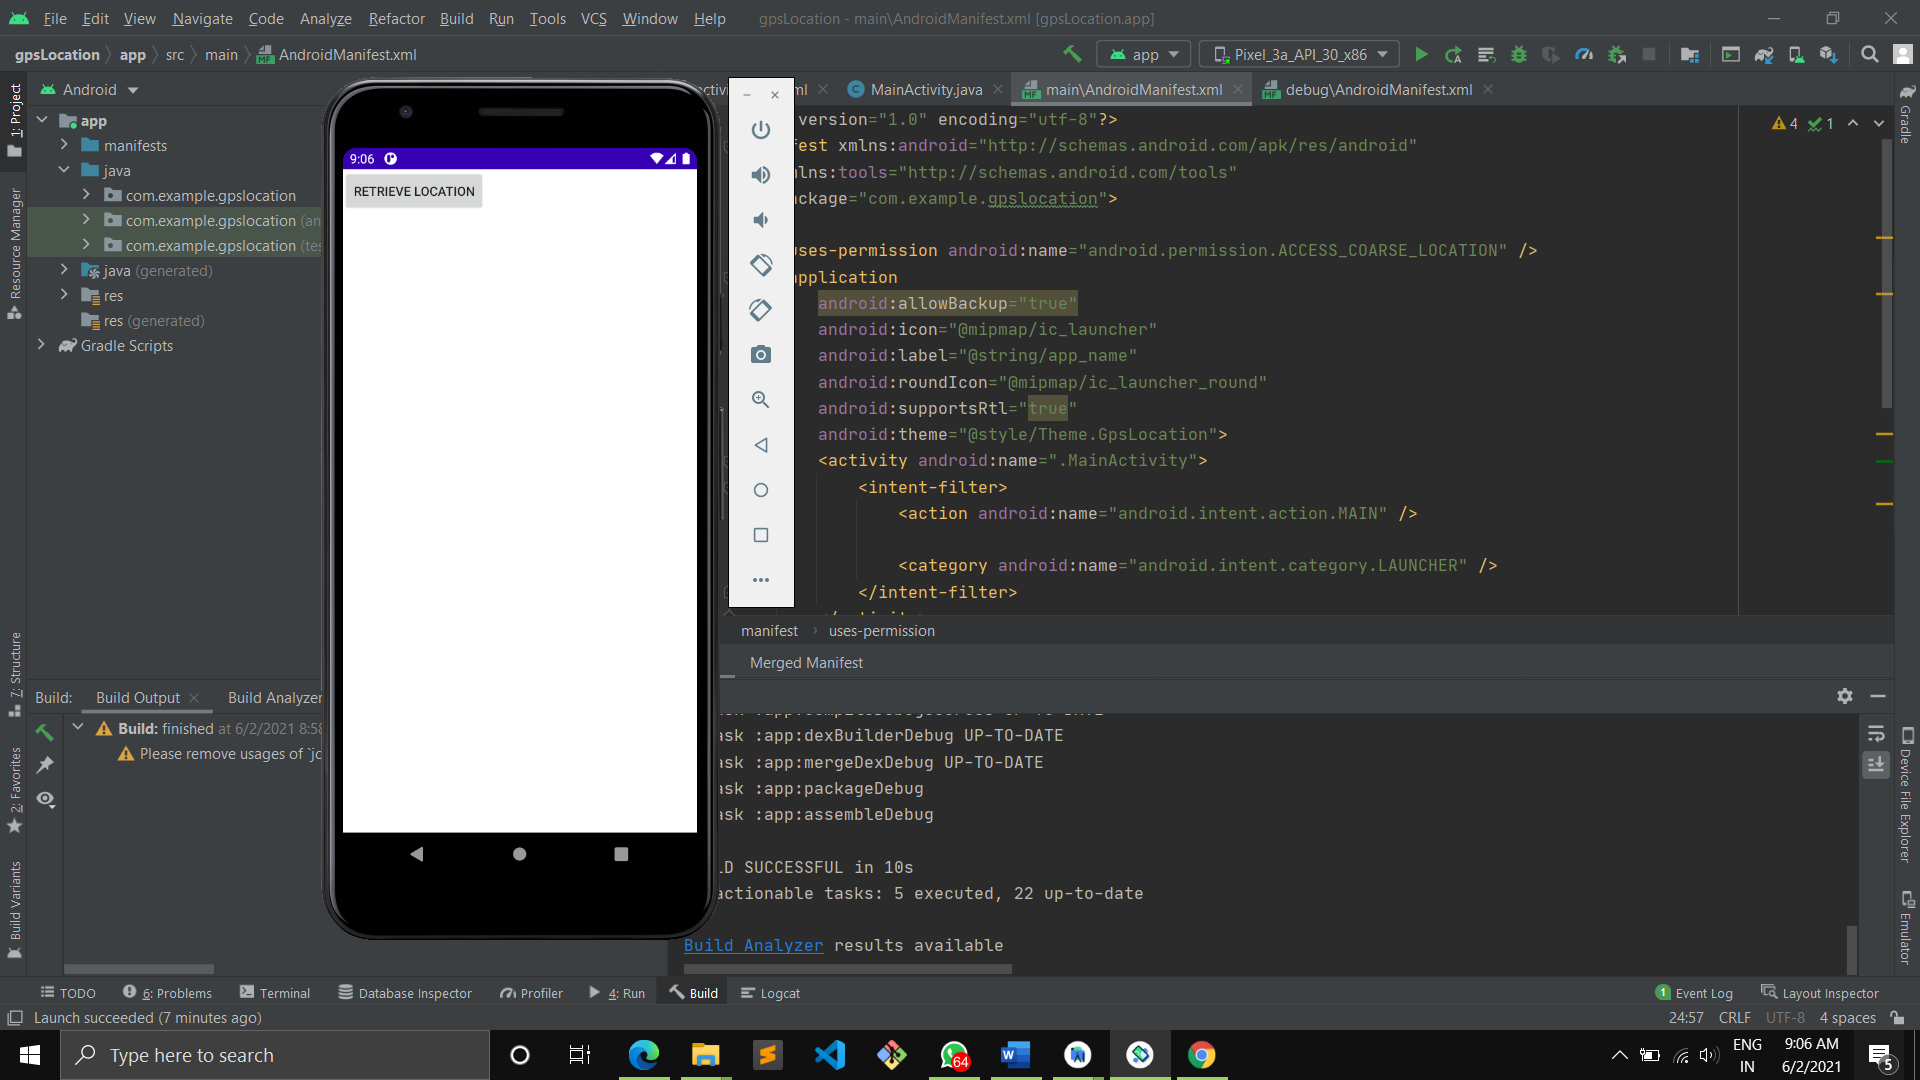 File Edit View Navigate Code Analyze Refactor Build Run Tools VCS Window Help gpsLocation - main\AndroidManifest.xml [gpsLocation.app]
gpsLocation app src main AndroidManifest.xml app Pixel_3a_API_30_x86
1: Project
Resource Manager
7: Structure
2: Favorites
Build Variants
Android
app
manifests
java
com.example.gpslocation
com.example.gpslocation (an
com.example.gpslocation (tes
java (generated)
res
res (generated)
Gradle Scripts
9:06
RETRIEVE LOCATION
ml MainActivity.java main\AndroidManifest.xml debug\AndroidManifest.xml
4 1
version="1.0" encoding="utf-8"?>
fest xmlns:android="http://schemas.android.com/apk/res/android"
lns:tools="http://schemas.android.com/tools"
ckage="com.example.gpslocation">
uses-permission android:name="android.permission.ACCESS_COARSE_LOCATION" />
pplication
android:allowBackup="true"
android:icon="@mipmap/ic_launcher"
android:label="@string/app_name"
android:roundIcon="@mipmap/ic_launcher_round"
android:supportsRtl="true"
android:theme="@style/Theme.GpsLocation">
<activity android:name=".MainActivity">
<intent-filter>
<action android:name="android.intent.action.MAIN" />
<category android:name="android.intent.category.LAUNCHER" />
</intent-filter>
manifest uses-permission
Merged Manifest
Gradle
Device File Explorer
Emulator
Build: Build Output Build Analyzer
Build: finished at 6/2/2021 8:58
Please remove usages of `jc
ask :app:dexBuilderDebug UP-TO-DATE
ask :app:mergeDexDebug UP-TO-DATE
ask :app:packageDebug
ask :app:assembleDebug
LD SUCCESSFUL in 10s
actionable tasks: 5 executed, 22 up-to-date
Build Analyzer results available
TODO 6: Problems Terminal Database Inspector Profiler 4: Run Build Logcat 1 Event Log Layout Inspector
Launch succeeded (7 minutes ago) 24:57 CRLF UTF-8 4 spaces
Type here to search 64 ENG IN 9:06 AM 6/2/2021 5